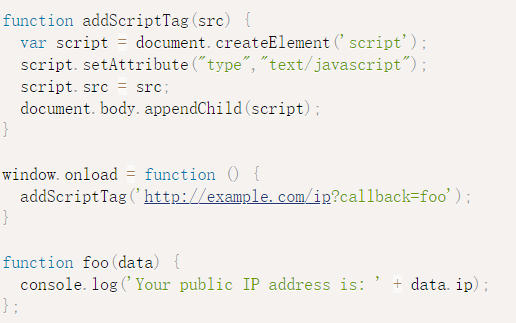 function addScriptTag(src) {
  var script = document.createElement('script');
  script.setAttribute("type","text/javascript");
  script.src = src;
  document.body.appendChild(script);
}

window.onload = function () {
  addScriptTag('http://example.com/ip?callback=foo');
}

function foo(data) {
  console.log('Your public IP address is: ' + data.ip);
};